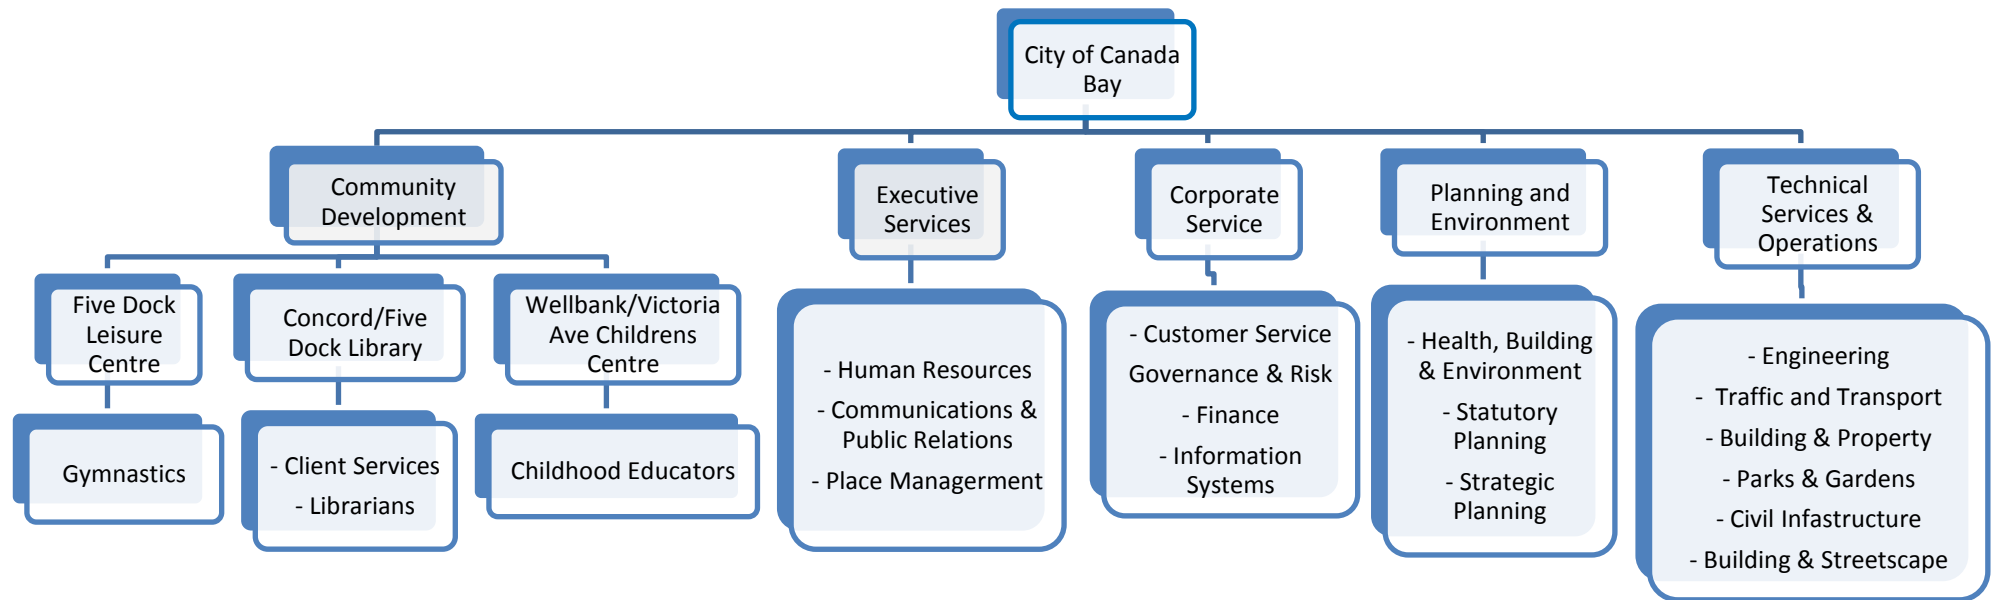 City of Canada
Bay
Community
Development
Executive
Services
Corporate
Service
Planning and
Environment
Technical
Services &
Operations
Five Dock
Leisure
Centre
Concord/Five
Dock Library
Wellbank/Victoria
Ave Childrens
Centre
Gymnastics
- Client Services
- Librarians
Childhood Educators
- Human Resources
- Communications &
Public Relations
- Place Managerment
- Customer Service
Governance & Risk
- Finance
- Information
Systems
- Health, Building
& Environment
- Statutory
Planning
- Strategic
Planning
- Engineering
- Traffic and Transport
- Building & Property
- Parks & Gardens
- Civil Infastructure
- Building & Streetscape